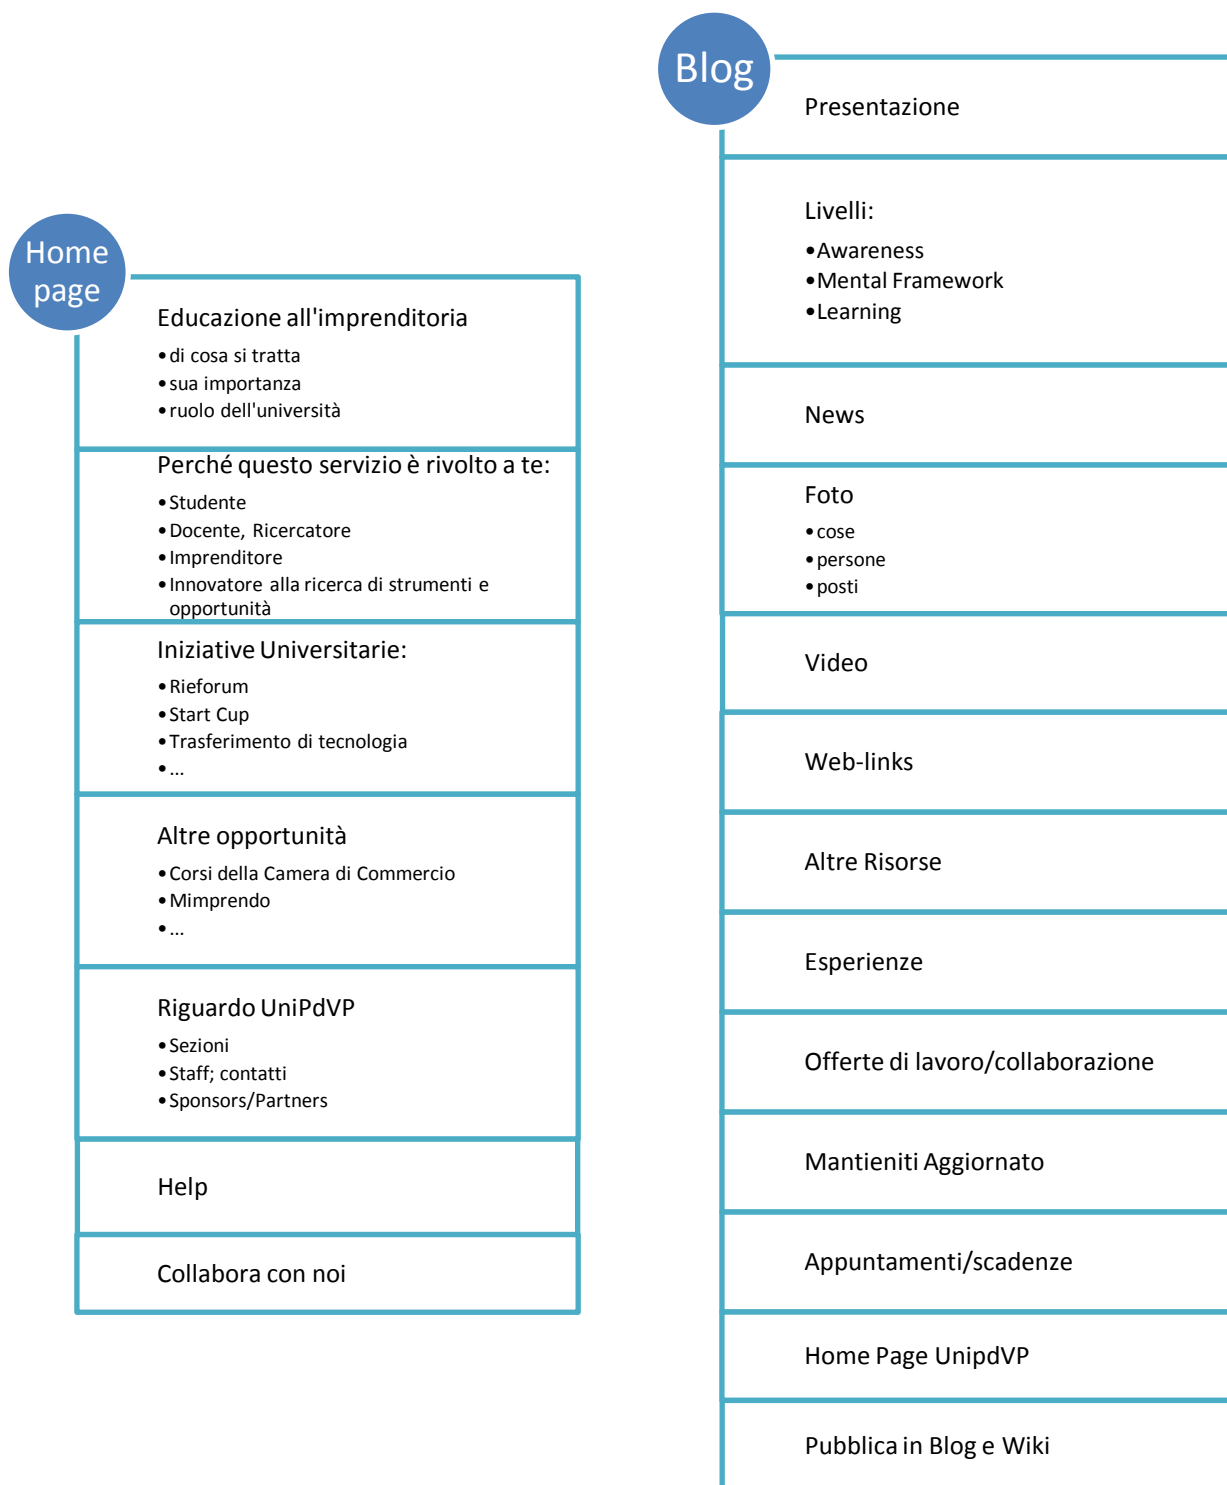 Home
page
Educazione all'imprenditoria
•di cosa si tratta
•sua importanza
•ruolo dell'università
Perché questo servizio è rivolto a te:
•Studente
•Docente, Ricercatore
•Imprenditore
•Innovatore alla ricerca di strumenti e
opportunità
Iniziative Universitarie:
•Rieforum
•Start Cup
•Trasferimento di tecnologia
•...
Altre opportunità
•Corsi della Camera di Commercio
•Mimprendo
•...
Riguardo UniPdVP
•Sezioni
•Staff; contatti
•Sponsors/Partners
Help
Collabora con noi
Blog
Presentazione
Livelli:
•Awareness
•Mental Framework
•Learning
News
Foto
•cose
•persone
•posti
Video
Web-links
Altre Risorse
Esperienze
Offerte di lavoro/collaborazione
Mantieniti Aggiornato
Appuntamenti/scadenze
Home Page UnipdVP
Pubblica in Blog e Wiki